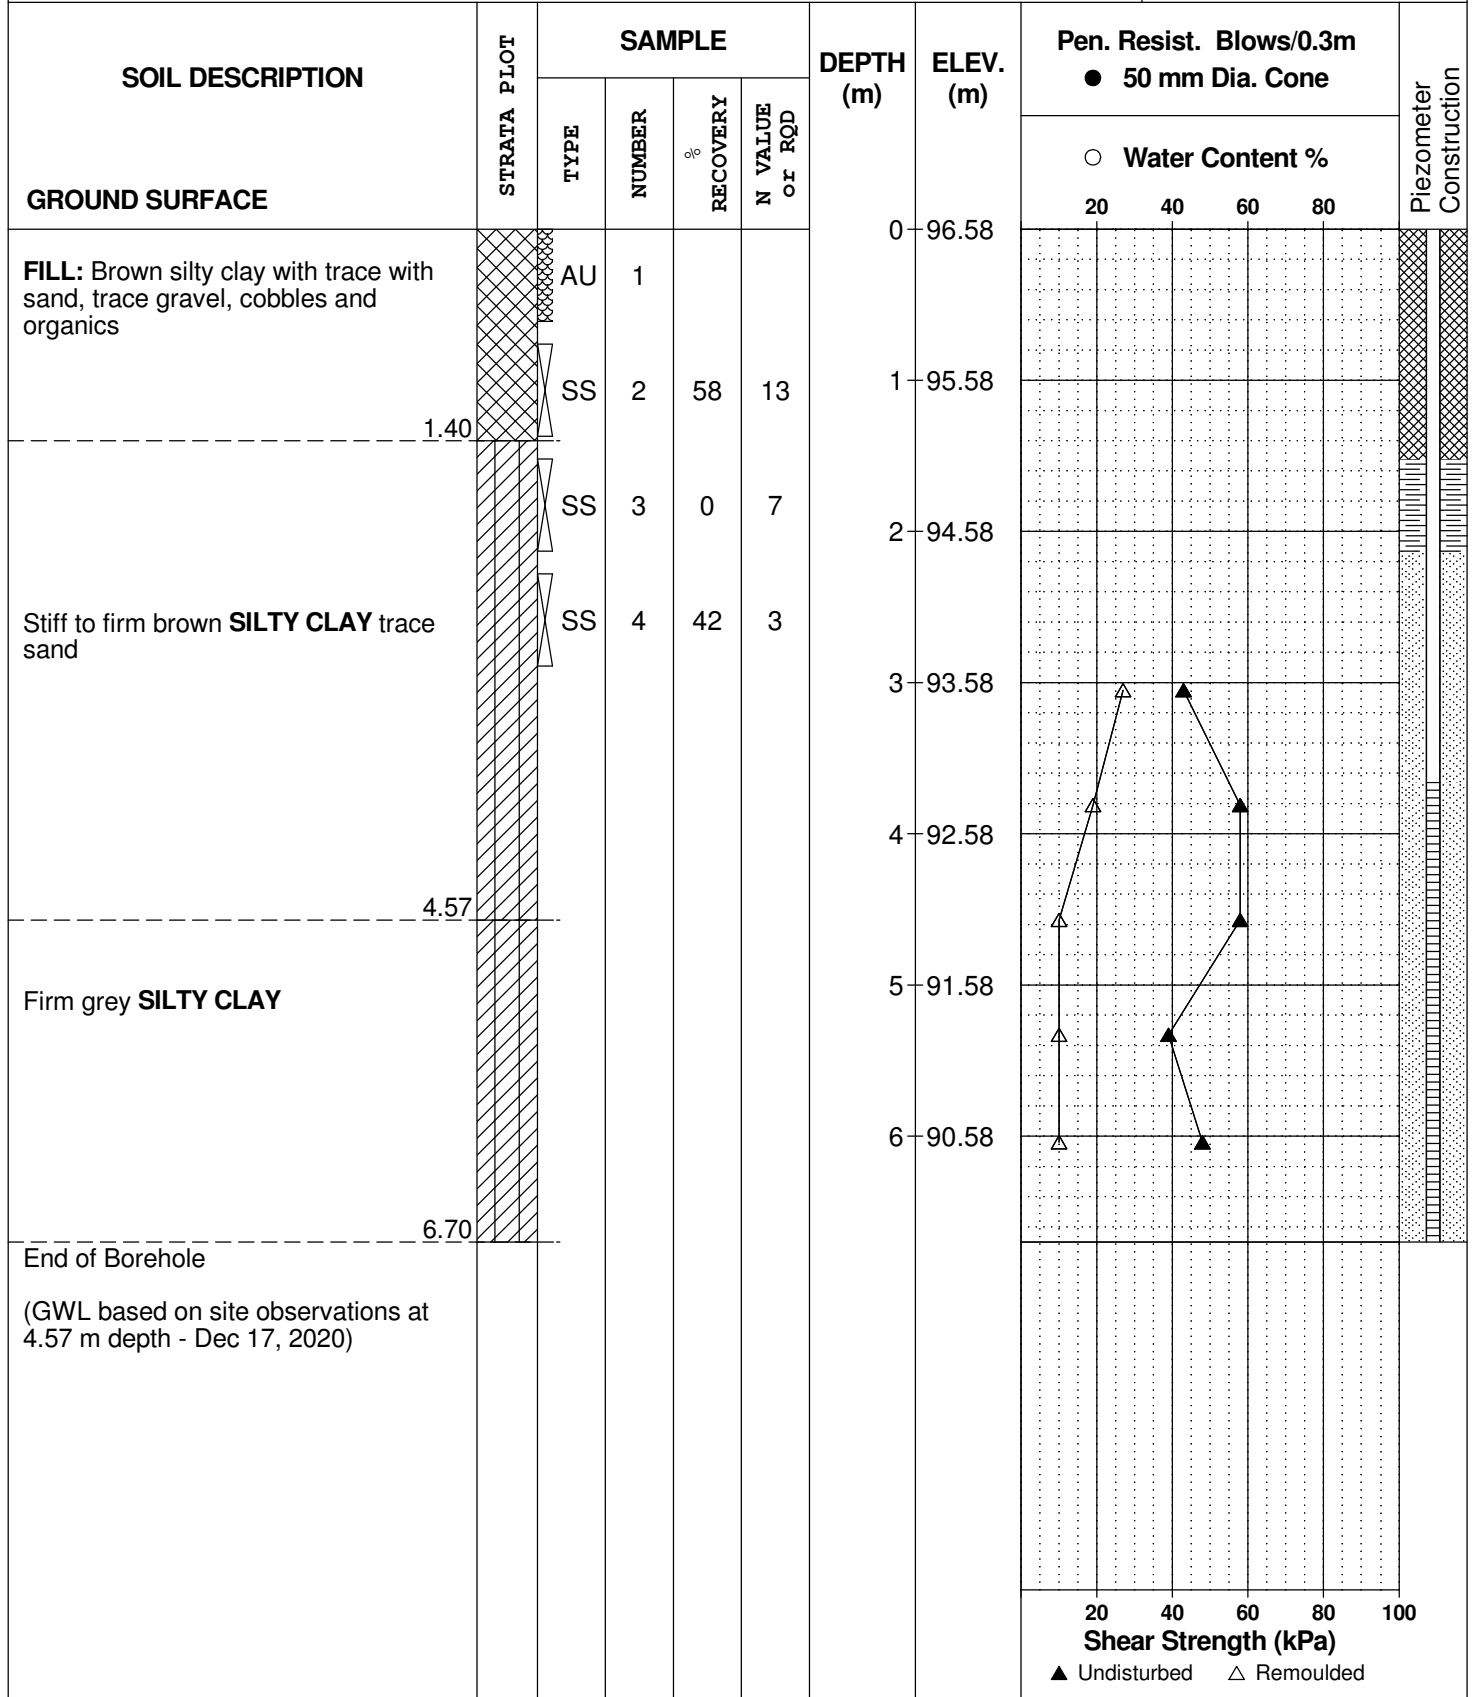 SOIL DESCRIPTION
GROUND SURFACE
STRATA PLOT
SAMPLE
TYPE
NUMBER
%
RECOVERY
N VALUE
or RQD
DEPTH
(m)
ELEV.
(m)
Pen. Resist. Blows/0.3m
● 50 mm Dia. Cone
○ Water Content %
20 40 60 80
Piezometer
Construction
0 96.58
FILL: Brown silty clay with trace with
sand, trace gravel, cobbles and
organics
AU 1
SS 2 58 13
1 95.58
1.40
SS 3 0 7
2 94.58
Stiff to firm brown SILTY CLAY trace
sand
SS 4 42 3
3 93.58
4 92.58
4.57
Firm grey SILTY CLAY
5 91.58
6 90.58
6.70
End of Borehole
(GWL based on site observations at
4.57 m depth - Dec 17, 2020)
20 40 60 80 100
Shear Strength (kPa)
▲ Undisturbed △ Remoulded